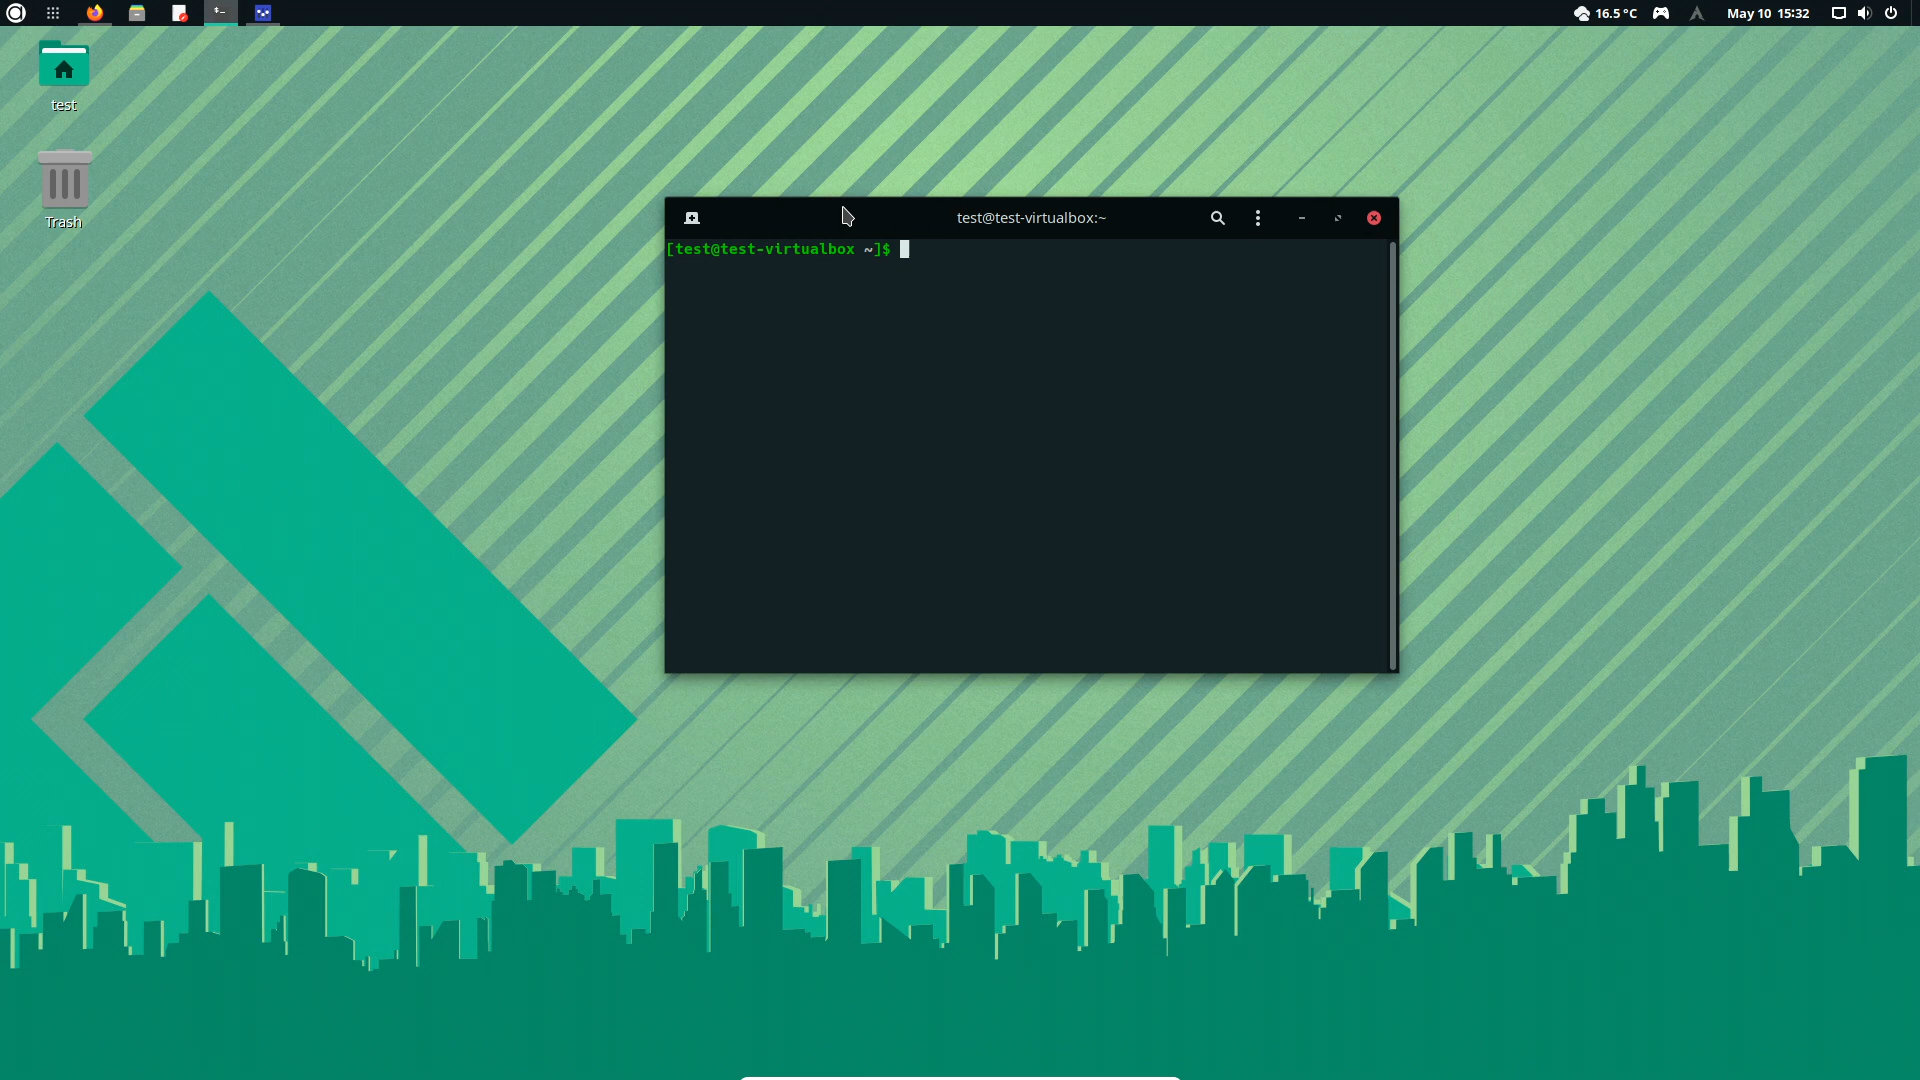 16.5 °C
May 10 15:32
test
Trash
test@test-virtualbox:~
[test@test-virtualbox ~]$